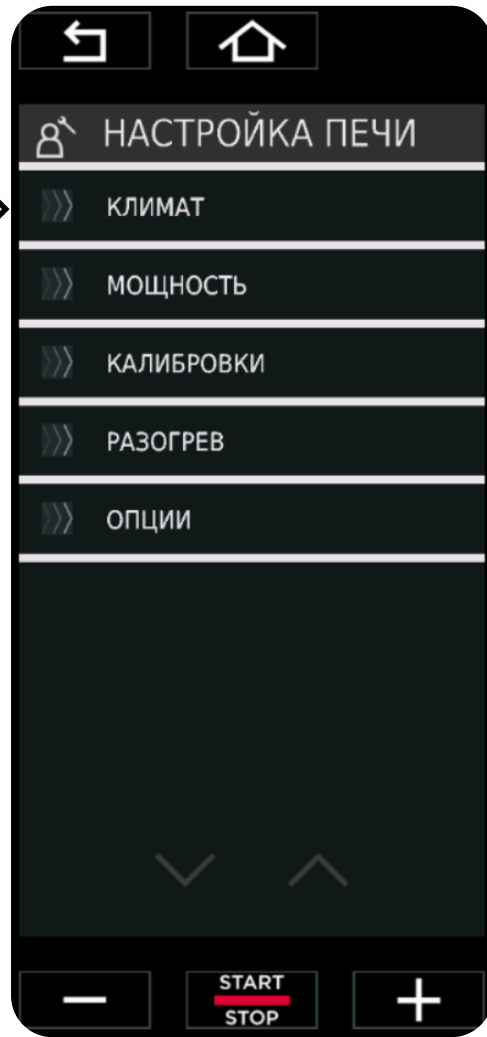 НАСТРОЙКА ПЕЧИ
КЛИМАТ
МОЩНОСТЬ
КАЛИБРОВКИ
РАЗОГРЕВ
ОПЦИИ
START
STOP